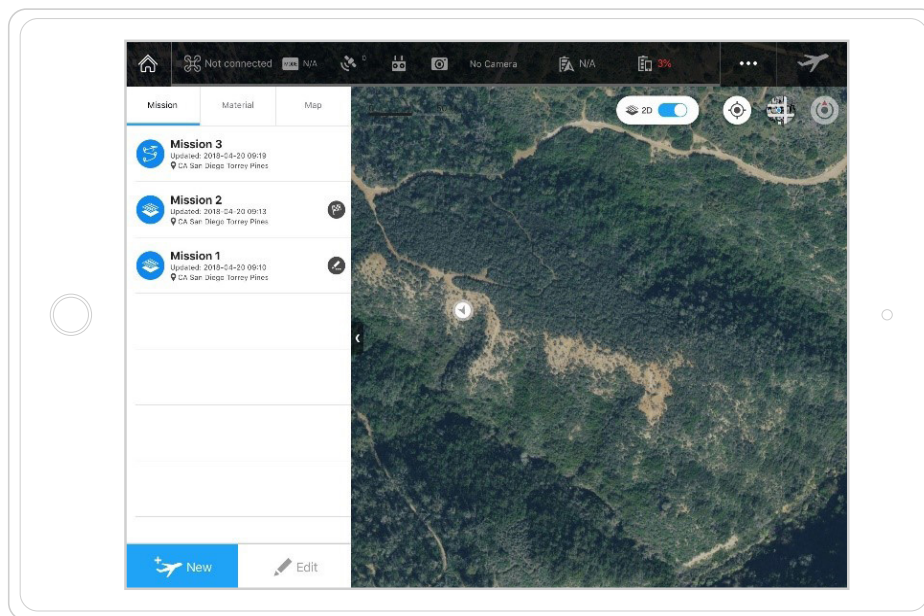 Not connected
MODE
N/A
0
No Camera
N/A
3%
Mission
Material
Map
2D
Mission 3
Updated: 2018-04-20 09:19
CA San Diego Torrey Pines
Mission 2
Updated: 2018-04-20 09:13
CA San Diego Torrey Pines
Mission 1
Updated: 2018-04-20 09:10
CA San Diego Torrey Pines
New
Edit